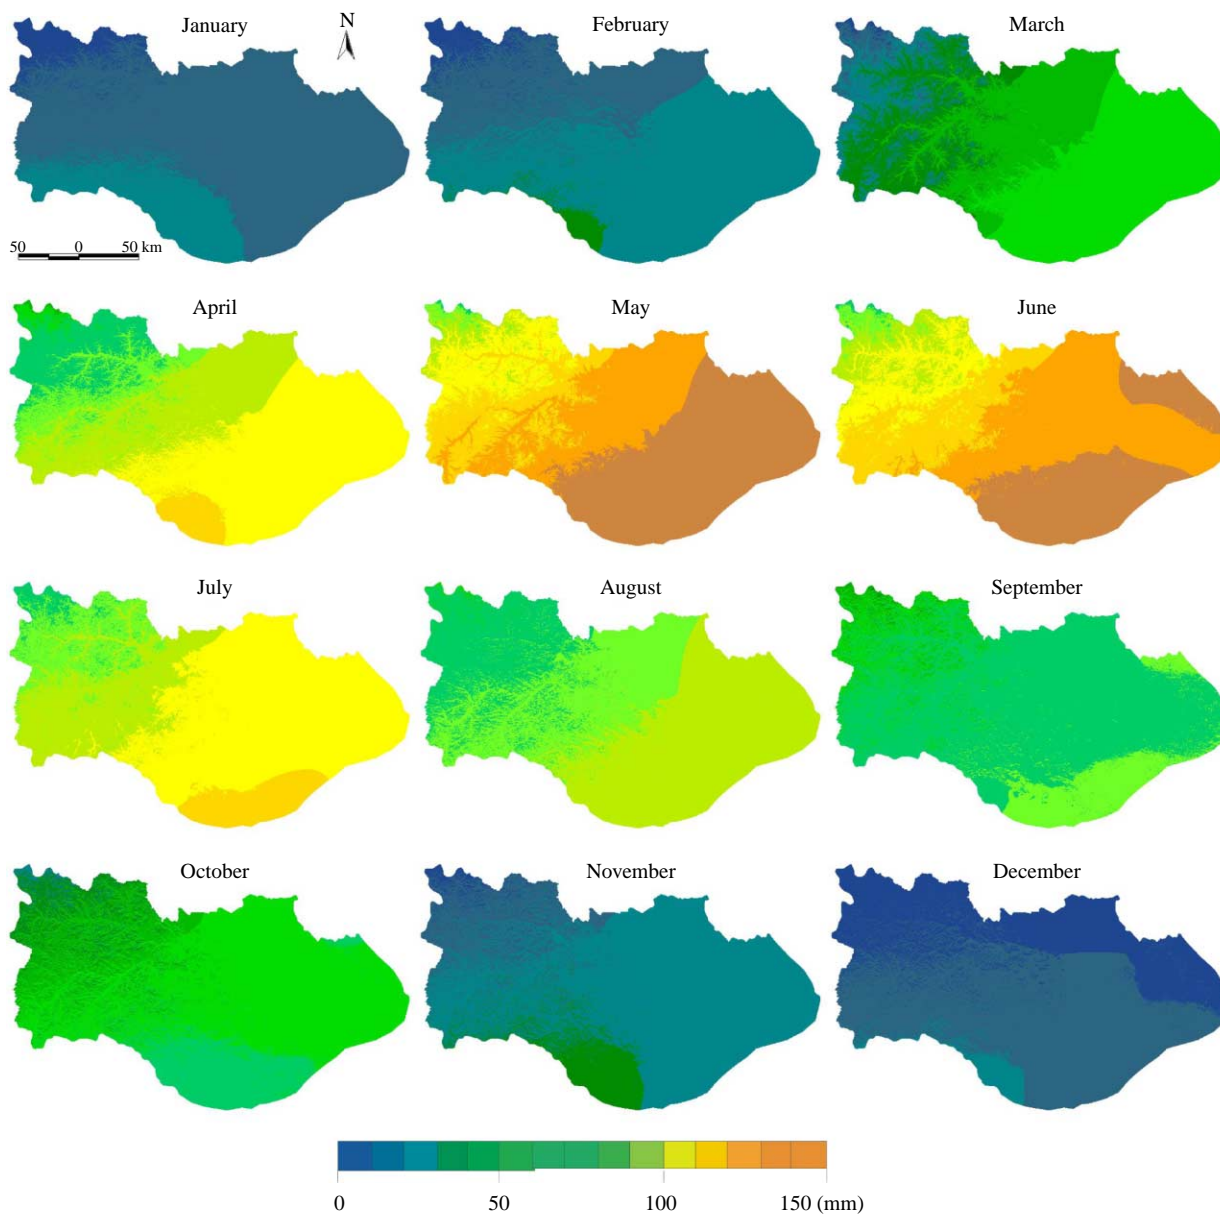 January
N
February
March
50 0 50 km
April
May
June
July
August
September
October
November
December
0 50 100 150 (mm)